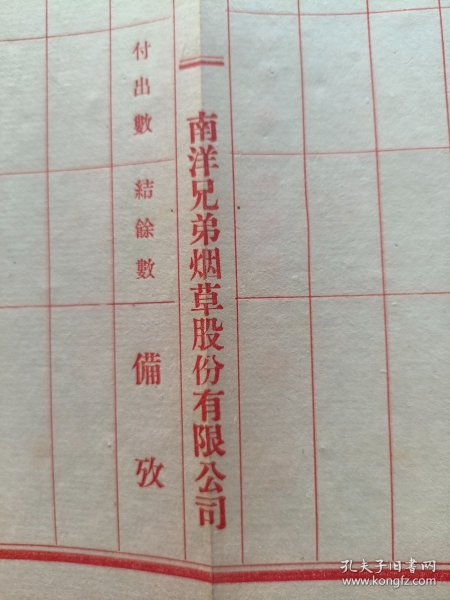 南洋兄弟烟草股份有限公司
付出數
結餘數
備攷
孔夫子旧书网
www.kongfz.com